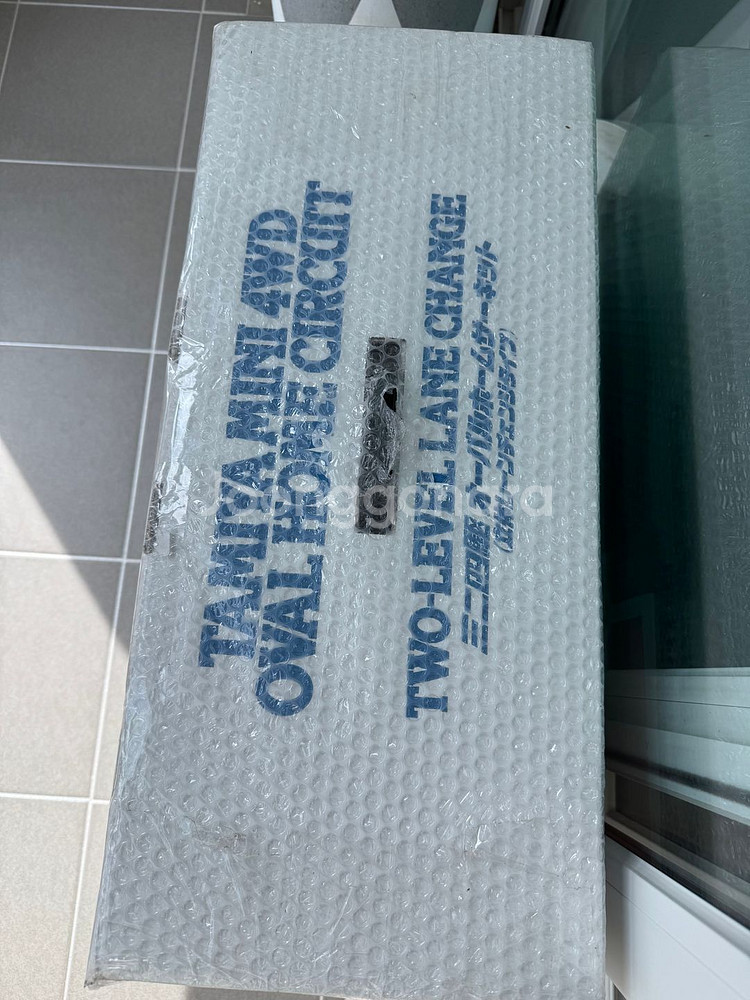 TAMIYA MINI 4WD
OVAL HOME CIRCUIT
TWO-LEVEL LANE CHANGE
ミニ四駆 オーバルホームサーキット
(立体レーンチェンジタイプ)
Joonggonara